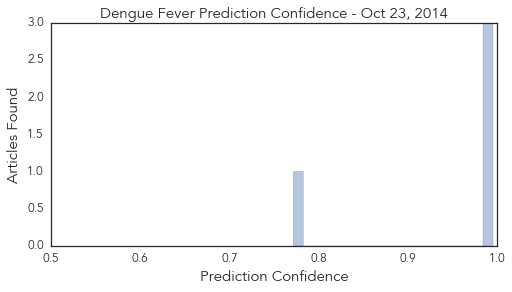 Dengue Fever Prediction Confidence - Oct 23, 2014
3.0
2.5
2.0
1.5
1.0
0.5
0.0
Articles Found
0.5 0.6 0.7 0.8 0.9 1.0
Prediction Confidence